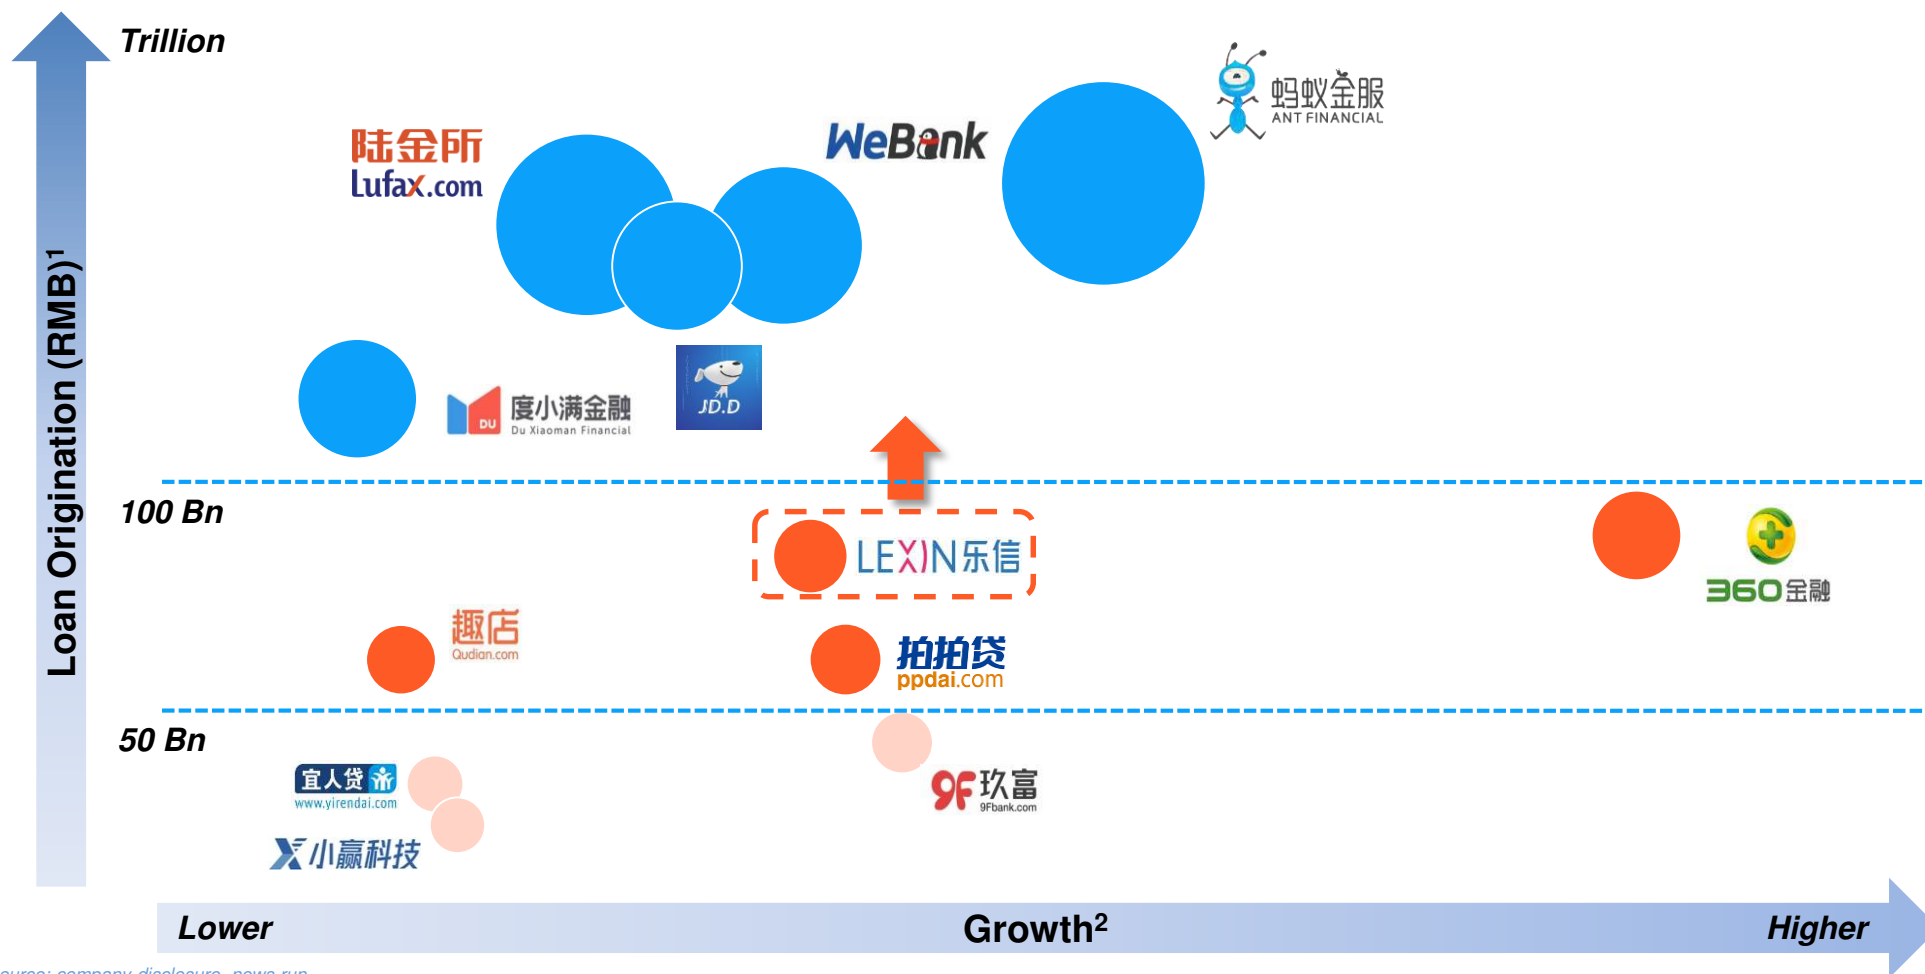 Trillion
蚂蚁金服
ANT FINANCIAL
陆金所
Lufax.com
WeBank
度小满金融
DU
Du Xiaoman Financial
JD.D
Loan Origination (RMB)1
100 Bn
LEXIN乐信
360金融
趣店
Qudian.com
拍拍贷
ppdai.com
50 Bn
宜人贷
www.yirendai.com
9F玖富
9Fbank.com
小赢科技
Lower
Growth2
Higher